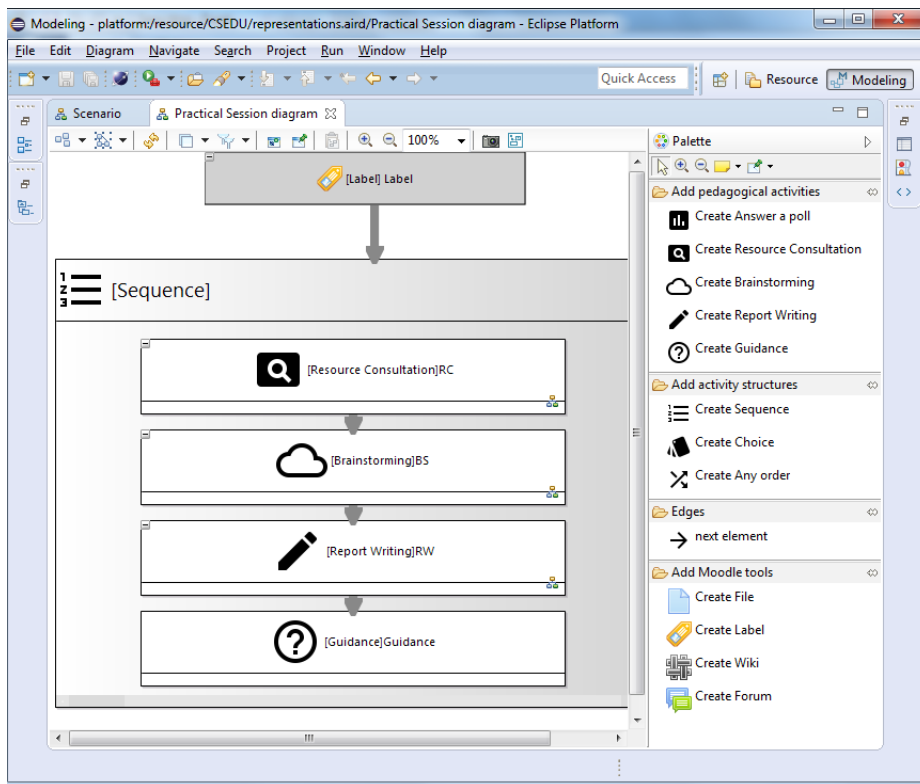 Modeling - platform:/resource/CSEDU/representations.aird/Practical Session diagram - Eclipse Platform
File Edit Diagram Navigate Search Project Run Window Help
Quick Access Resource Modeling
Scenario Practical Session diagram
100%
Palette
[Label] Label
Add pedagogical activities
Create Answer a poll
Create Resource Consultation
Create Brainstorming
Create Report Writing
Create Guidance
Add activity structures
Create Sequence
Create Choice
Create Any order
Edges
next element
Add Moodle tools
Create File
Create Label
Create Wiki
Create Forum
1
2
3
[Sequence]
[Resource Consultation]RC
[Brainstorming]BS
[Report Writing]RW
[Guidance]Guidance